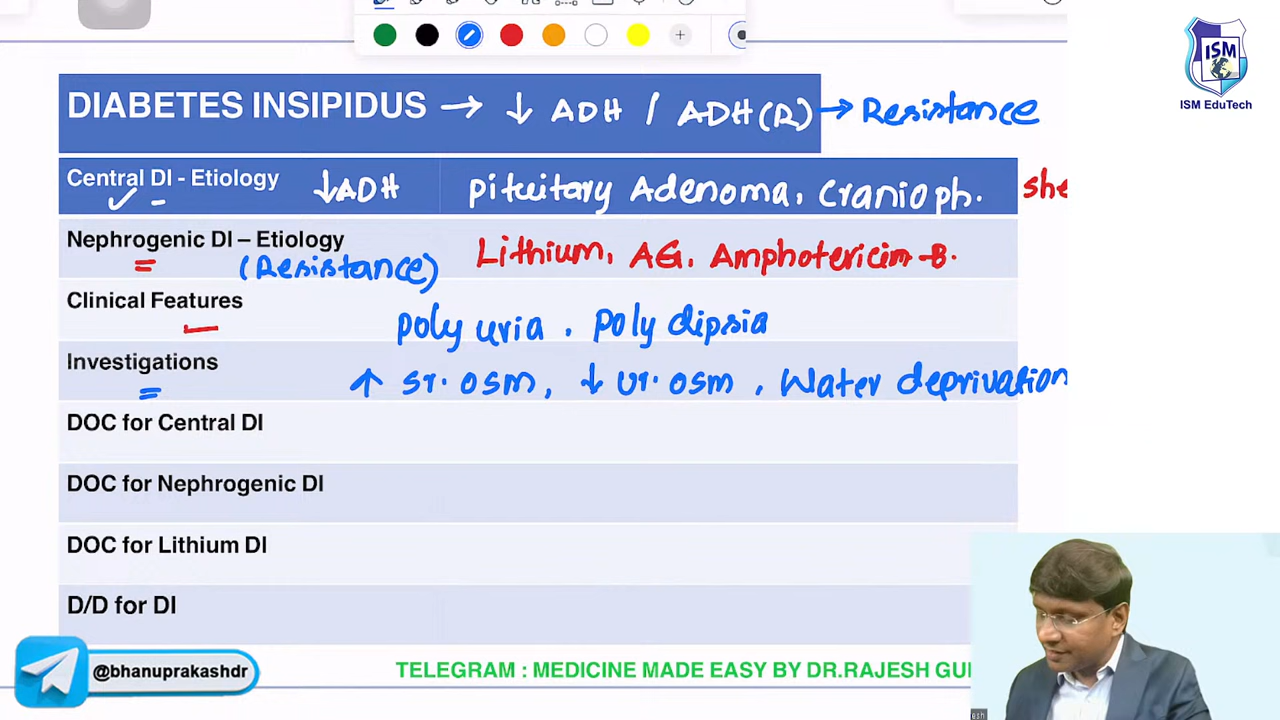 ISM
ISM EduTech
DIABETES INSIPIDUS → ↓ ADH / ADH(R) → Resistance
Central DI - Etiology ↓ADH Pituitary Adenoma, Cranioph. she
Nephrogenic DI – Etiology Lithium, AG, Amphotericin-B.
(Resistance)
Clinical Features Poly uria, Poly dipsia
Investigations ↑ Sr. osm, ↓ Ur. osm, Water deprivation
DOC for Central DI
DOC for Nephrogenic DI
DOC for Lithium DI
D/D for DI
@bhanuprakashdr
TELEGRAM : MEDICINE MADE EASY BY DR.RAJESH GU
esh